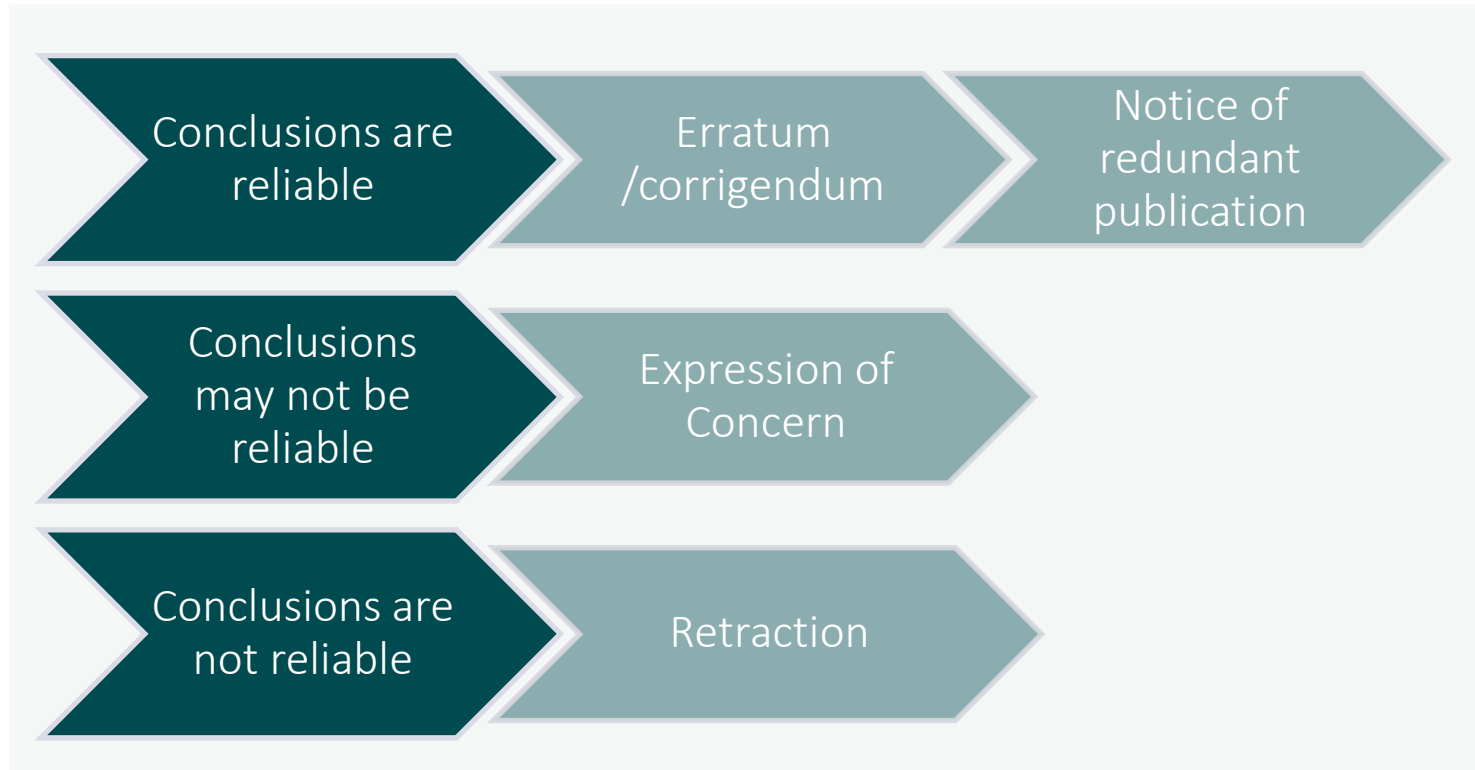 Conclusions are
reliable
Erratum
/corrigendum
Notice of
redundant
publication
Conclusions
may not be
reliable
Expression of
Concern
Conclusions are
not reliable
Retraction